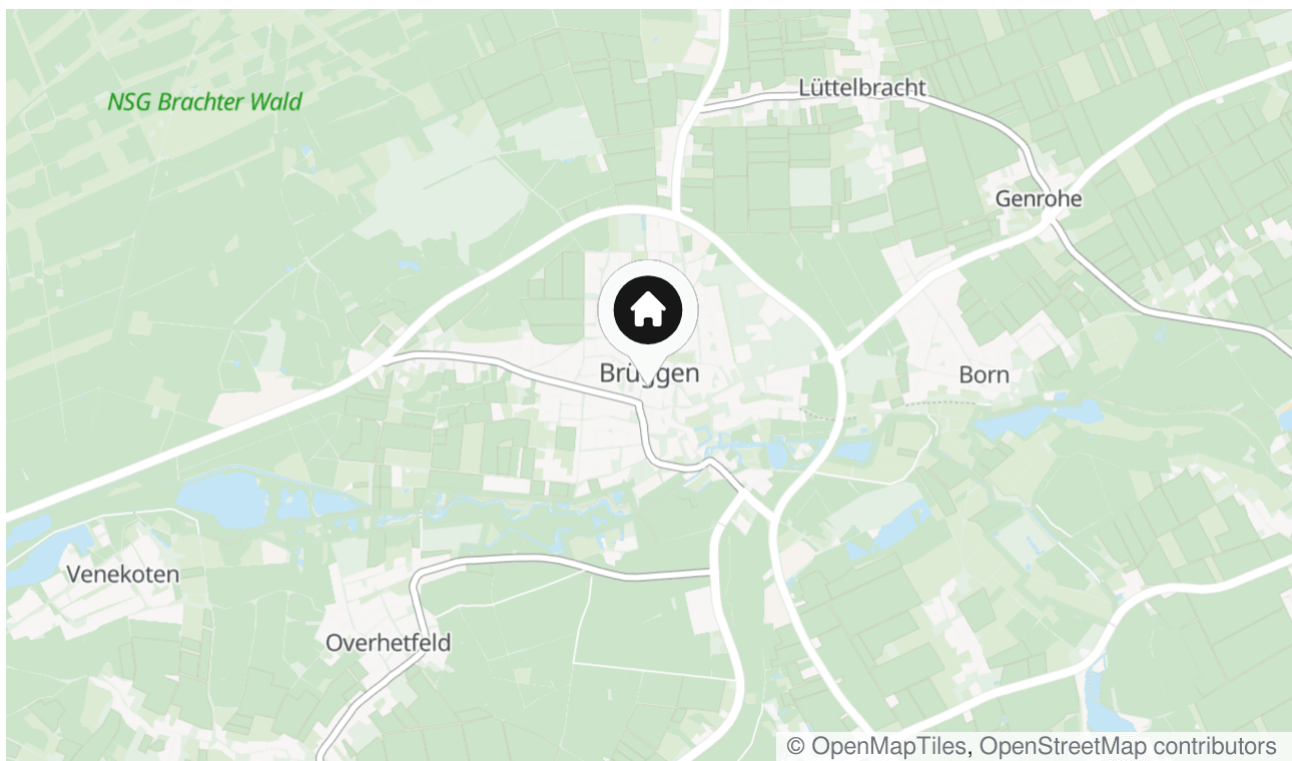 Lüttelbracht
NSG Brachter Wald
Genrohe
Brüggen
Born
Venekoten
Overhetfeld
© OpenMapTiles, OpenStreetMap contributors